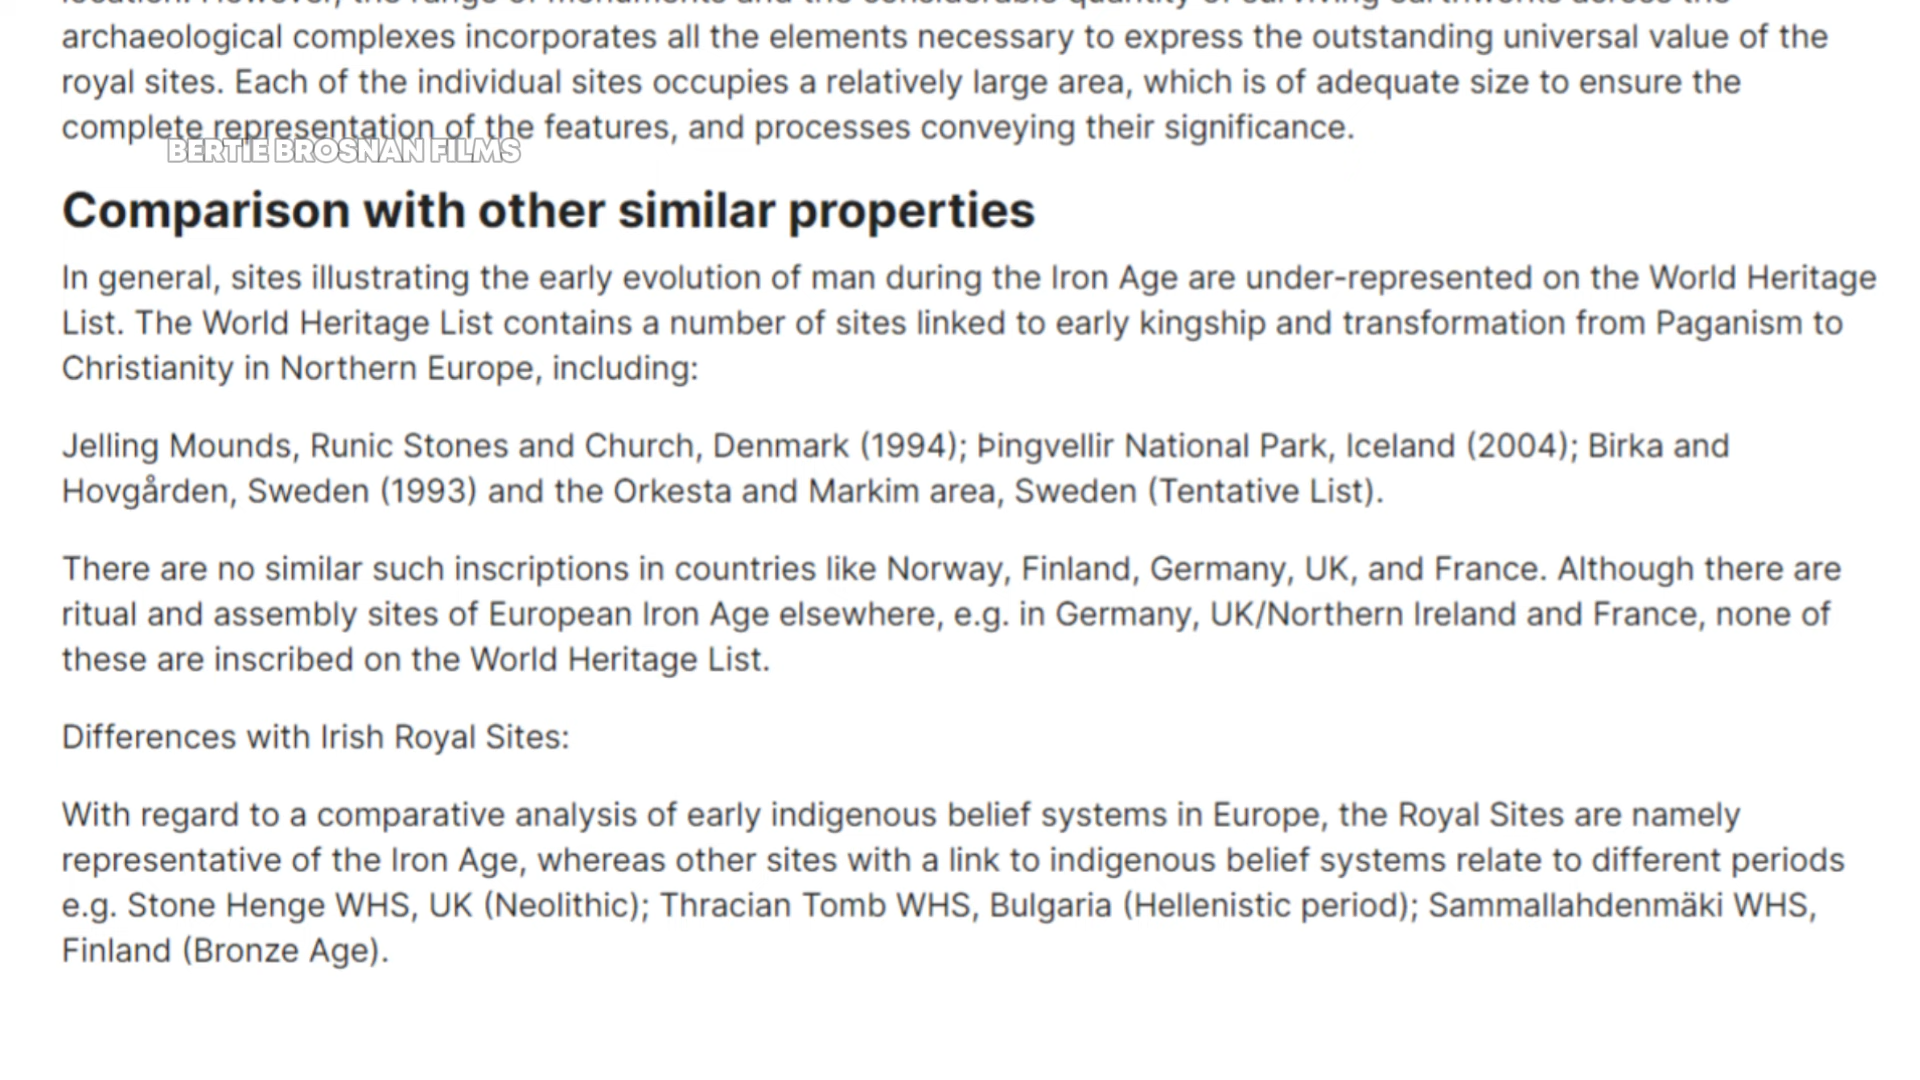 archaeological complexes incorporates all the elements necessary to express the outstanding universal value of the
royal sites. Each of the individual sites occupies a relatively large area, which is of adequate size to ensure the
complete representation of the features, and processes conveying their significance.
BERTIE BROSNAN FILMS
Comparison with other similar properties
In general, sites illustrating the early evolution of man during the Iron Age are under-represented on the World Heritage
List. The World Heritage List contains a number of sites linked to early kingship and transformation from Paganism to
Christianity in Northern Europe, including:
Jelling Mounds, Runic Stones and Church, Denmark (1994); Þingvellir National Park, Iceland (2004); Birka and
Hovgården, Sweden (1993) and the Orkesta and Markim area, Sweden (Tentative List).
There are no similar such inscriptions in countries like Norway, Finland, Germany, UK, and France. Although there are
ritual and assembly sites of European Iron Age elsewhere, e.g. in Germany, UK/Northern Ireland and France, none of
these are inscribed on the World Heritage List.
Differences with Irish Royal Sites:
With regard to a comparative analysis of early indigenous belief systems in Europe, the Royal Sites are namely
representative of the Iron Age, whereas other sites with a link to indigenous belief systems relate to different periods
e.g. Stone Henge WHS, UK (Neolithic); Thracian Tomb WHS, Bulgaria (Hellenistic period); Sammallahdenmäki WHS,
Finland (Bronze Age).